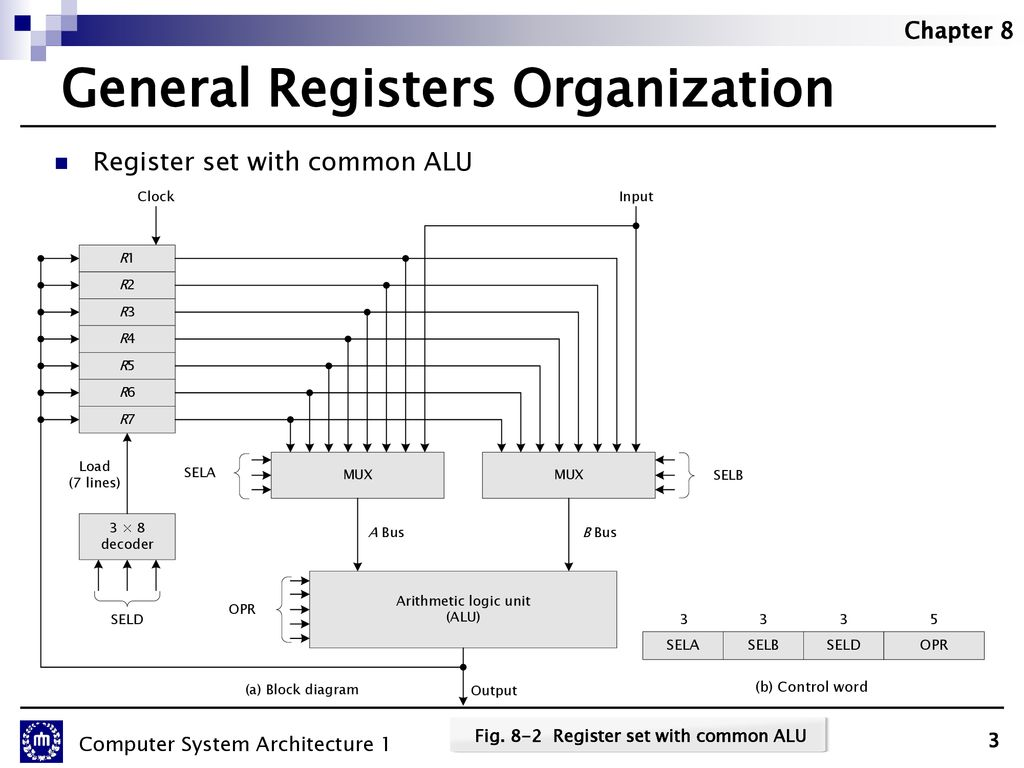 Chapter 8
General Registers Organization
Register set with common ALU
Clock
Input
R1
R2
R3
R4
R5
R6
R7
Load
(7 lines)
SELA
MUX
MUX
SELB
3 × 8
decoder
A Bus
B Bus
SELD
OPR
Arithmetic logic unit
(ALU)
3 3 3 5
SELA SELB SELD OPR
(a) Block diagram
Output
(b) Control word
Computer System Architecture 1
Fig. 8-2 Register set with common ALU
3